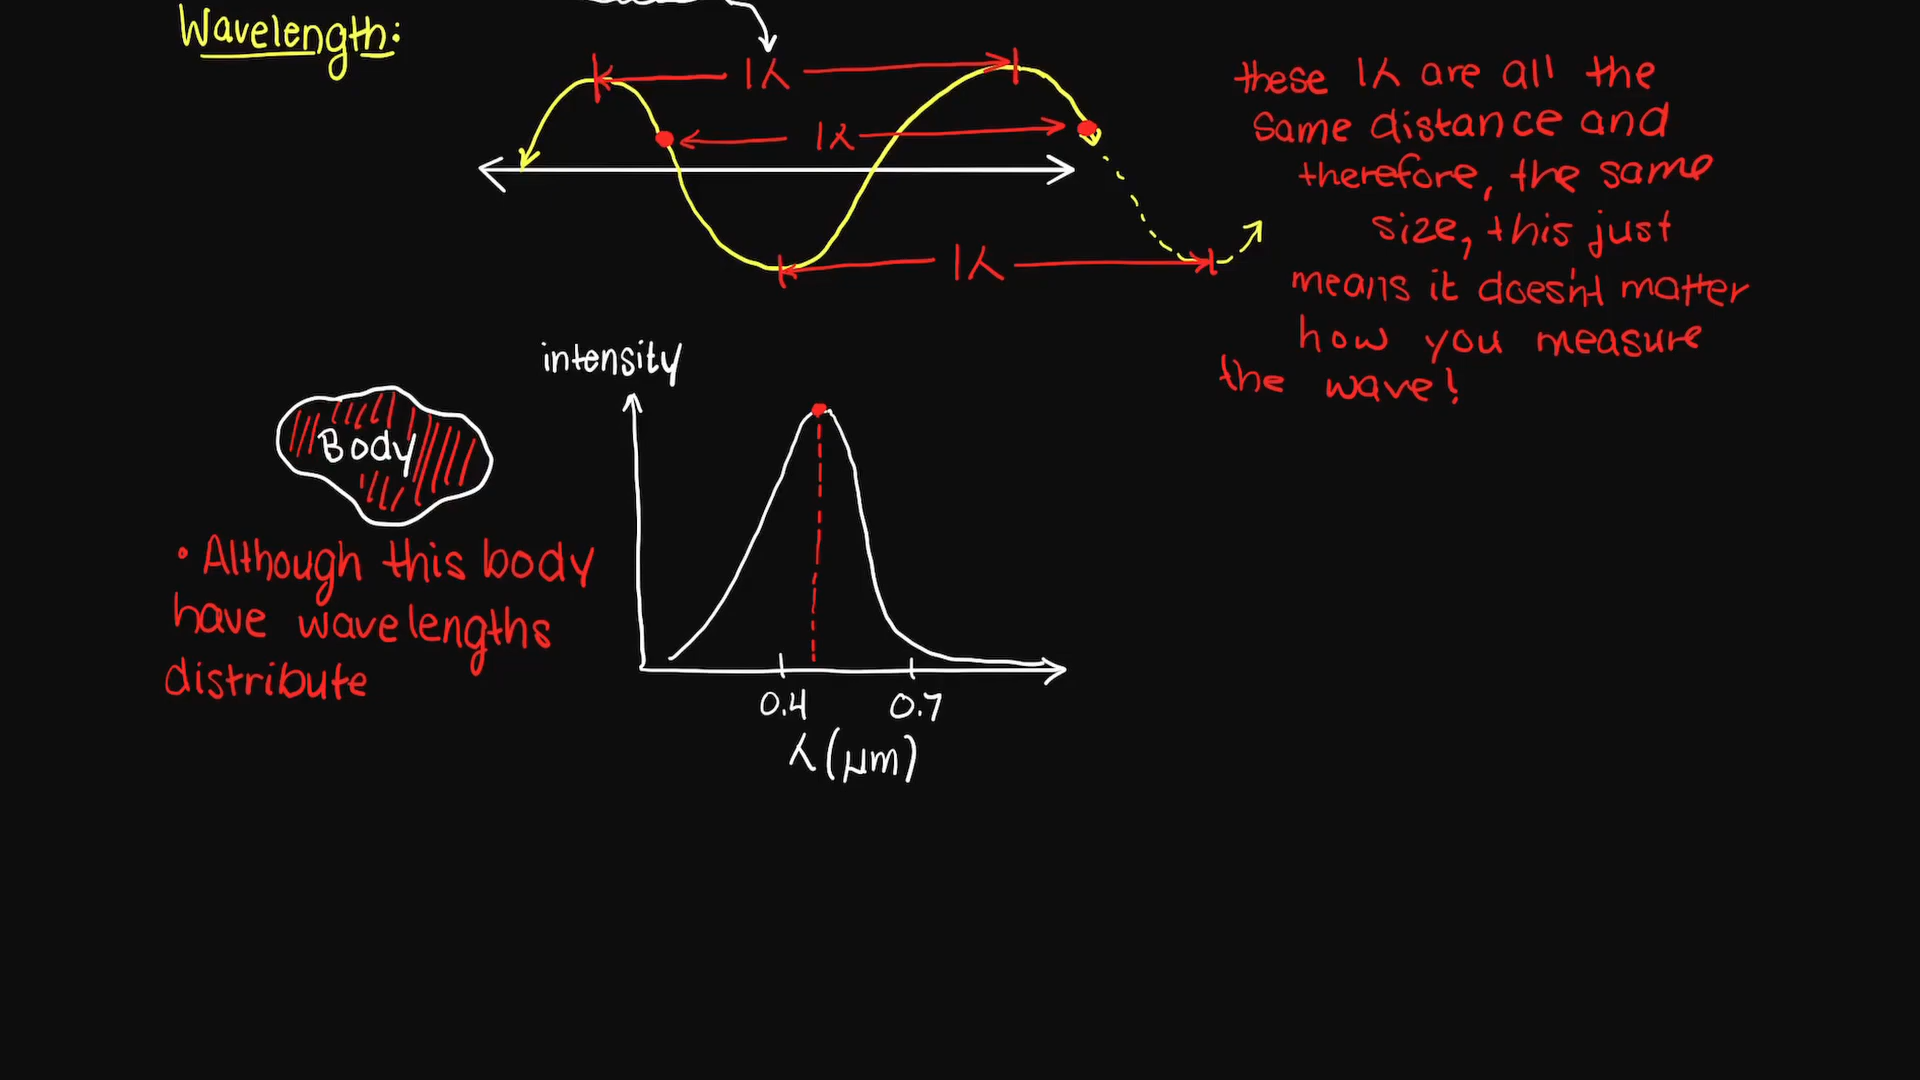 Wavelength:
1λ
1λ
1λ
these 1λ are all the
same distance and
therefore, the same
size, this just
means it doesn't matter
how you measure
the wave!
intensity
Body
• Although this body
have wavelengths
distribute
0.4 0.7
λ(μm)